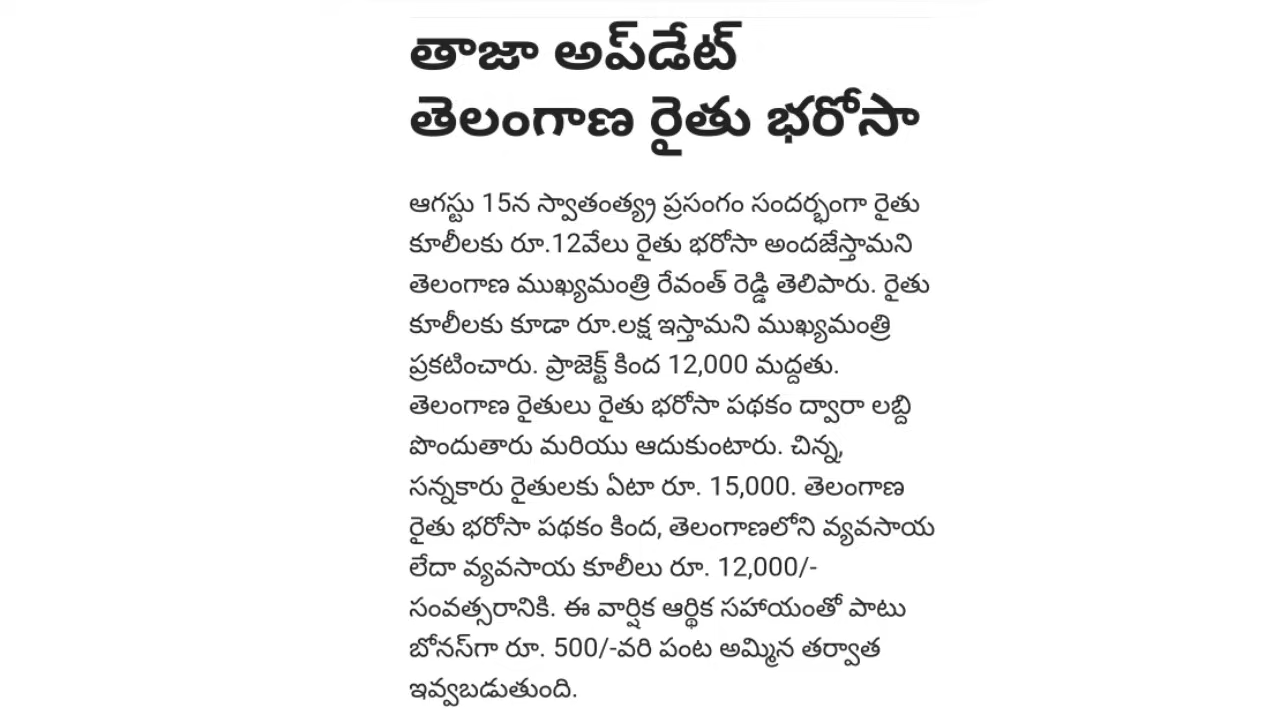 తాజా అప్‌డేట్
తెలంగాణ రైతు భరోసా
ఆగస్టు 15న స్వాతంత్య్ర ప్రసంగం సందర్భంగా రైతు
కూలీలకు రూ.12వేలు రైతు భరోసా అందజేస్తామని
తెలంగాణ ముఖ్యమంత్రి రేవంత్ రెడ్డి తెలిపారు. రైతు
కూలీలకు కూడా రూ.లక్ష ఇస్తామని ముఖ్యమంత్రి
ప్రకటించారు. ప్రాజెక్ట్ కింద 12,000 మద్దతు.
తెలంగాణ రైతులు రైతు భరోసా పథకం ద్వారా లబ్ది
పొందుతారు మరియు ఆదుకుంటారు. చిన్న,
సన్నకారు రైతులకు ఏటా రూ. 15,000. తెలంగాణ
రైతు భరోసా పథకం కింద, తెలంగాణలోని వ్యవసాయ
లేదా వ్యవసాయ కూలీలు రూ. 12,000/-
సంవత్సరానికి. ఈ వార్షిక ఆర్థిక సహాయంతో పాటు
బోనస్‌గా రూ. 500/-వరి పంట అమ్మిన తర్వాత
ఇవ్వబడుతుంది.